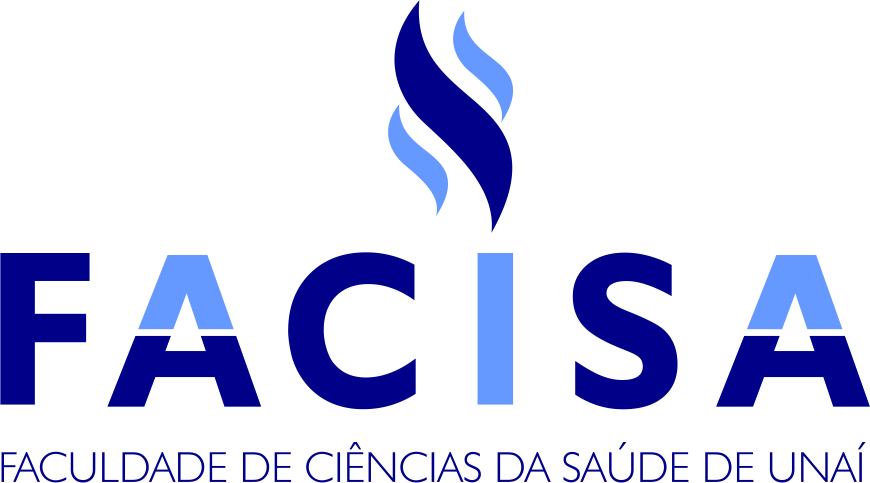 FACISA
FACULDADE DE CIÊNCIAS DA SAÚDE DE UNAÍ